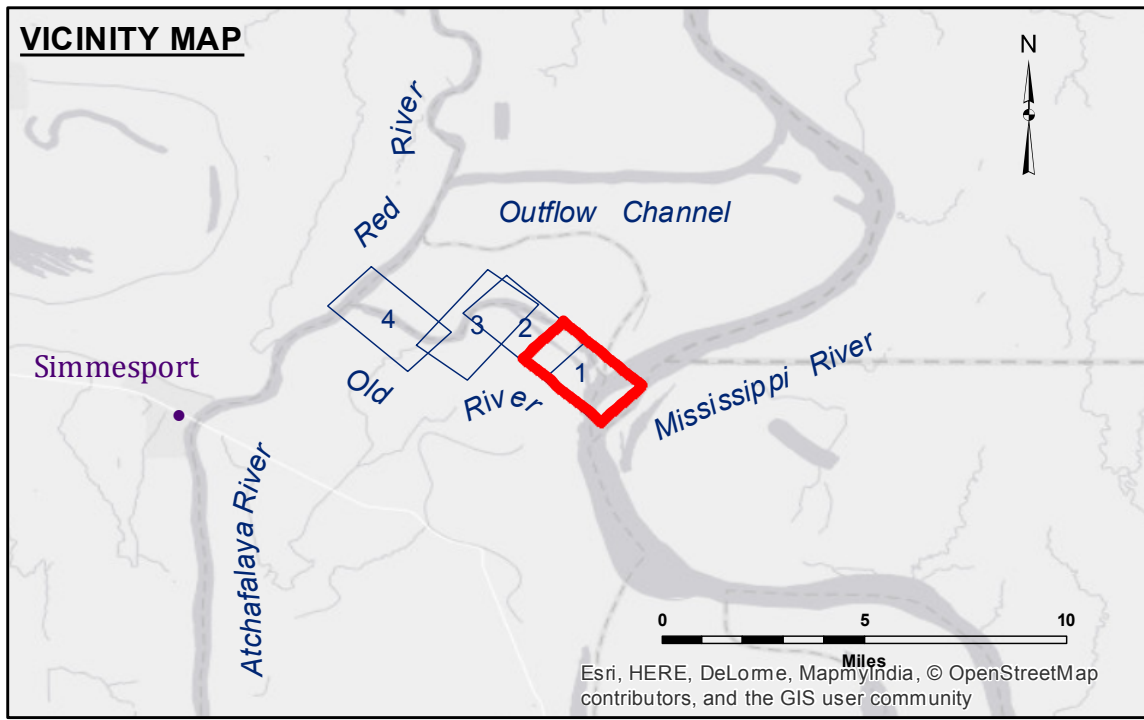 VICINITY MAP
N
Red River
Outflow Channel
4
3
2
1
Simmesport
Old River
Mississippi River
Atchafalaya River
0 5 10
Miles
Esri, HERE, DeLorme, MapmyIndia, © OpenStreetMap
contributors, and the GIS user community